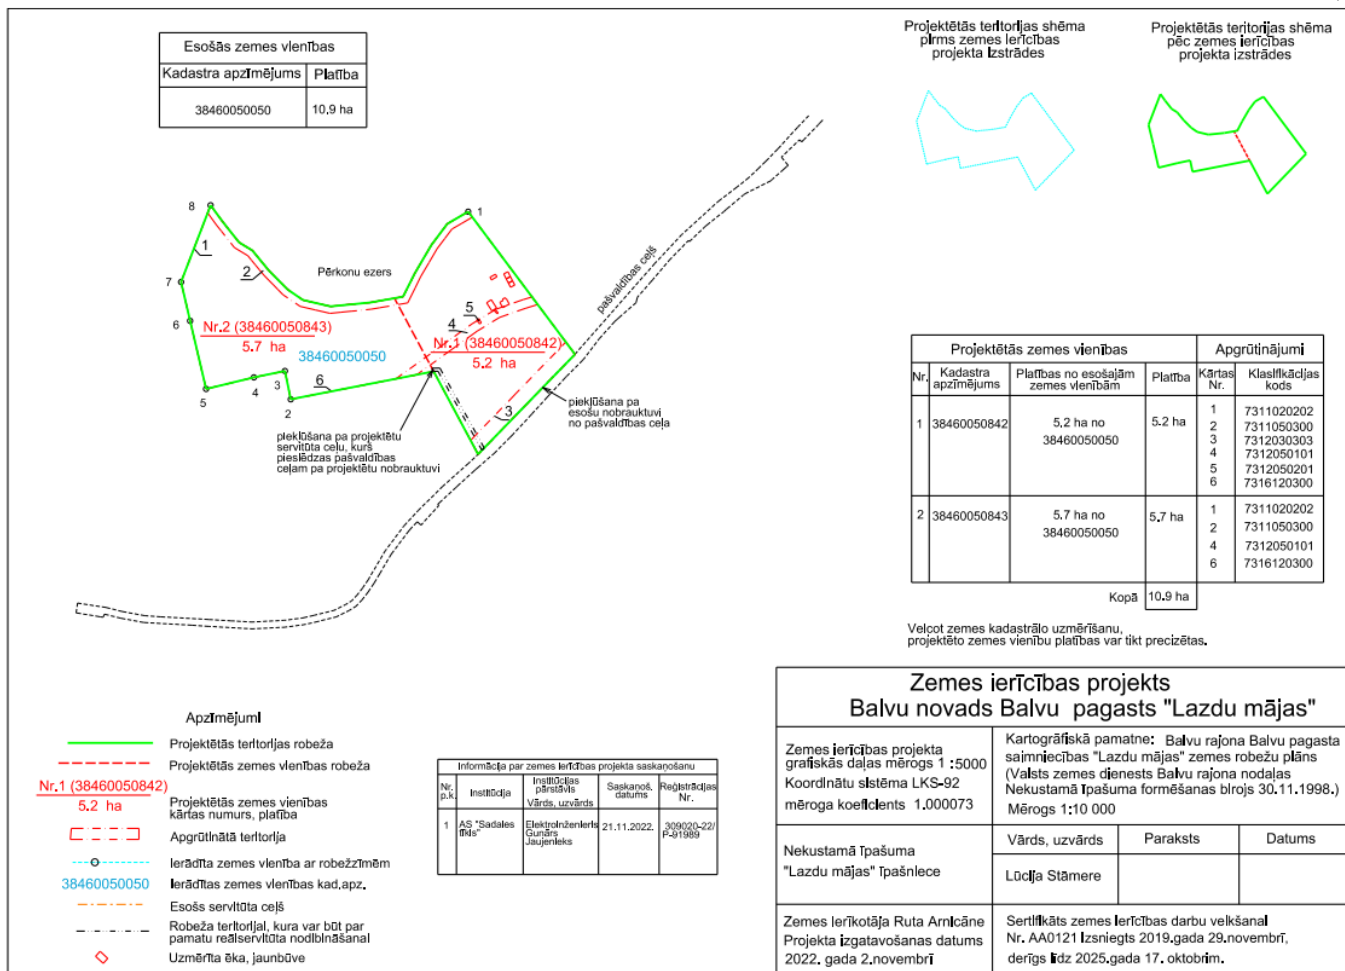 Esošās zemes vienības
Kadastra apzīmējums Platība
38460050050 10,9 ha
Projektētās teritorijas shēma
pirms zemes ierīcības
projekta izstrādes
Projektētās teritorijas shēma
pēc zemes ierīcības
projekta izstrādes
8
1
1
7
2
Pērkonu ezers
pašvaldības ceļš
6
5
4
Nr.2 (38460050843)
5.7 ha
38460050050
Nr.1 (38460050842)
5.2 ha
3
4
5
2
6
3
piekļūšana pa
esošu nobrauktuvi
no pašvaldības ceļa
piekļūšana pa projektētu
servitūta ceļu, kurš
pieslēdzas pašvaldības
ceļam pa projektētu nobrauktuvi
Projektētās zemes vienības Apgrūtinājumi
Nr. Kadastra apzīmējums Platības no esošajām zemes vienībām Platība Kārtas Nr. Klasifikācijas kods
1 38460050842 5,2 ha no 38460050050 5.2 ha
1 7311020202
2 7311050300
3 7312030303
4 7312050101
5 7312050201
6 7316120300
2 38460050843 5.7 ha no 38460050050 5.7 ha
1 7311020202
2 7311050300
4 7312050101
6 7316120300
Kopā 10.9 ha
Veicot zemes kadastrālo uzmērīšanu,
projektēto zemes vienību platības var tikt precizētas.
Apzīmējumi
Projektētās teritorijas robeža
Projektētās zemes vienības robeža
Nr.1 (38460050842)
5.2 ha
Projektētās zemes vienības
kārtas numurs, platība
Apgrūtinātā teritorija
Ierādīta zemes vienība ar robežzīmēm
38460050050 Ierādītas zemes vienības kad.apz.
Esošs servitūta ceļš
Robeža teritorijai, kura var būt par
pamatu reālservitūta nodibināšanai
Uzmērīta ēka, jaunbūve
Informācija par zemes ierīcības projekta saskaņošanu
Nr. p.k. Institūcija Institūcijas pārstāvis Vārds, uzvārds Saskaņoš. datums Reģistrācijas Nr.
1 AS "Sadales tīkls" Elektroinženieris Gunārs Jaujenieks 21.11.2022. 309020-22/ P-91989
Zemes ierīcības projekts
Balvu novads Balvu pagasts "Lazdu mājas"
Zemes ierīcības projekta
grafiskās daļas mērogs 1 :5000
Koordinātu sistēma LKS-92
mēroga koeficients 1.000073
Kartogrāfiskā pamatne: Balvu rajona Balvu pagasta
saimniecības "Lazdu mājas" zemes robežu plāns
(Valsts zemes dienests Balvu rajona nodaļas
Nekustamā Īpašuma formēšanas birojs 30.11.1998.)
Mērogs 1:10 000
Nekustamā īpašuma
"Lazdu mājas" īpašniece
Vārds, uzvārds Paraksts Datums
Lūcija Stāmere
Zemes ierīkotāja Ruta Arnicāne
Projekta izgatavošanas datums
2022. gada 2.novembrī
Sertifikāts zemes ierīcības darbu veikšanai
Nr. AA0121 Izsniegts 2019.gada 29.novembrī,
derīgs līdz 2025.gada 17. oktobrim.